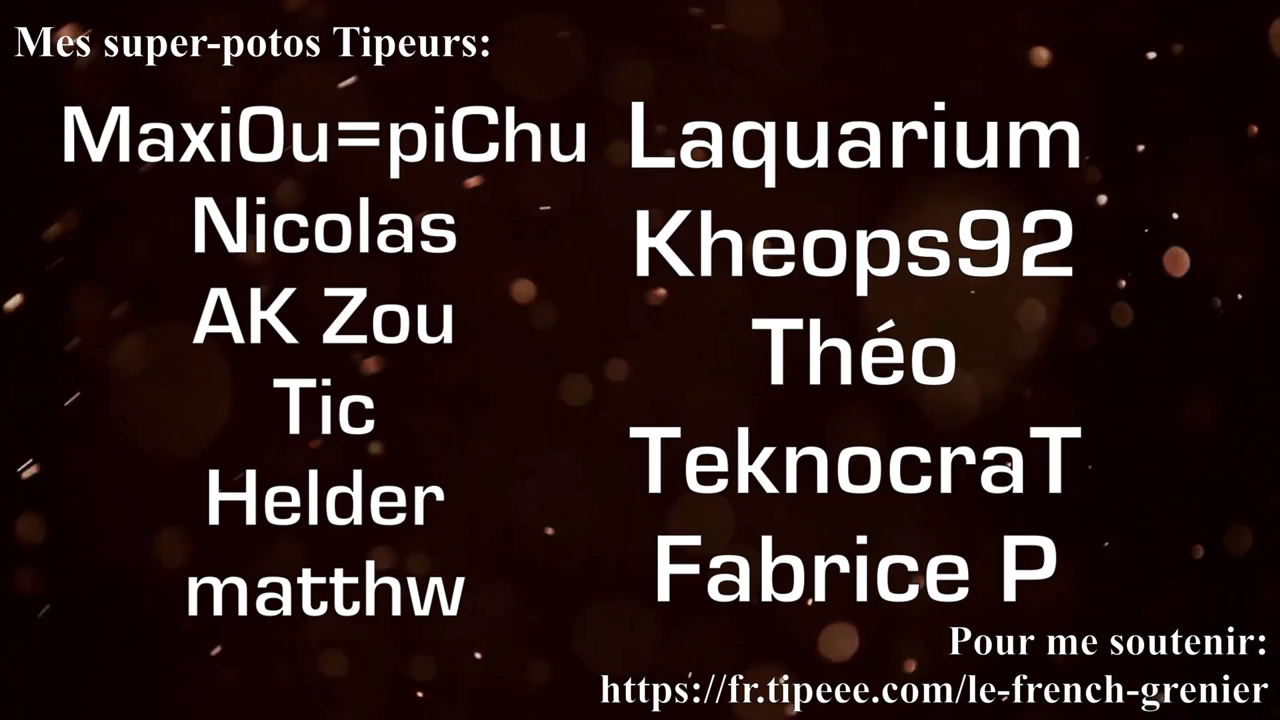 Mes super-potos Tipeurs:
MaxiOu=piChu
Nicolas
AK Zou
Tic
Helder
matthw
Laquarium
Kheops92
Théo
TeknocraT
Fabrice P
Pour me soutenir:
https://fr.tipeee.com/le-french-grenier